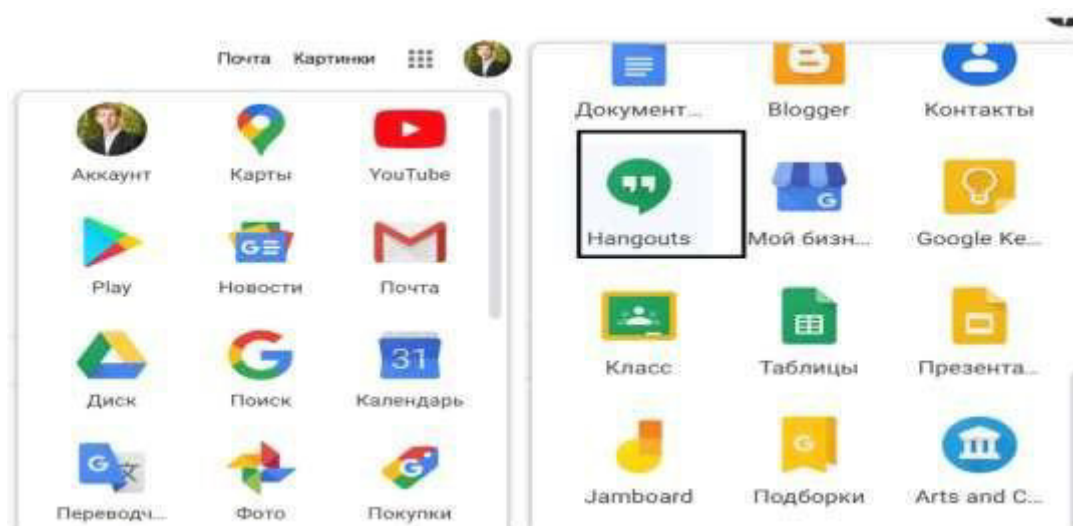 Почта Картинки
Аккаунт Карты YouTube
Play Новости Почта
31
Диск Поиск Календарь
Переводч... Фото Покупки
Документ... Blogger Контакты
Hangouts Мой бизн... Google Ke...
Класс Таблицы Презента...
Jamboard Подборки Arts and C...